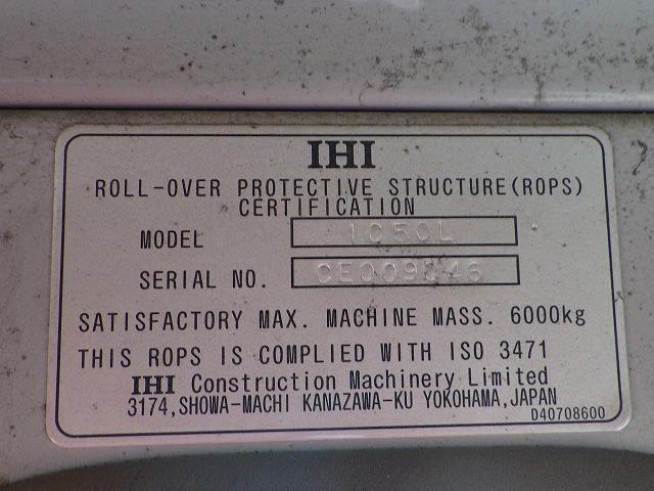 IHI
ROLL-OVER PROTECTIVE STRUCTURE(ROPS)
CERTIFICATION
MODEL
SERIAL NO.
SATISFACTORY MAX. MACHINE MASS. 6000kg
THIS ROPS IS COMPLIED WITH ISO 3471
IHI Construction Machinery Limited
3174,SHOWA-MACHI KANAZAWA-KU YOKOHAMA,JAPAN
D40708600